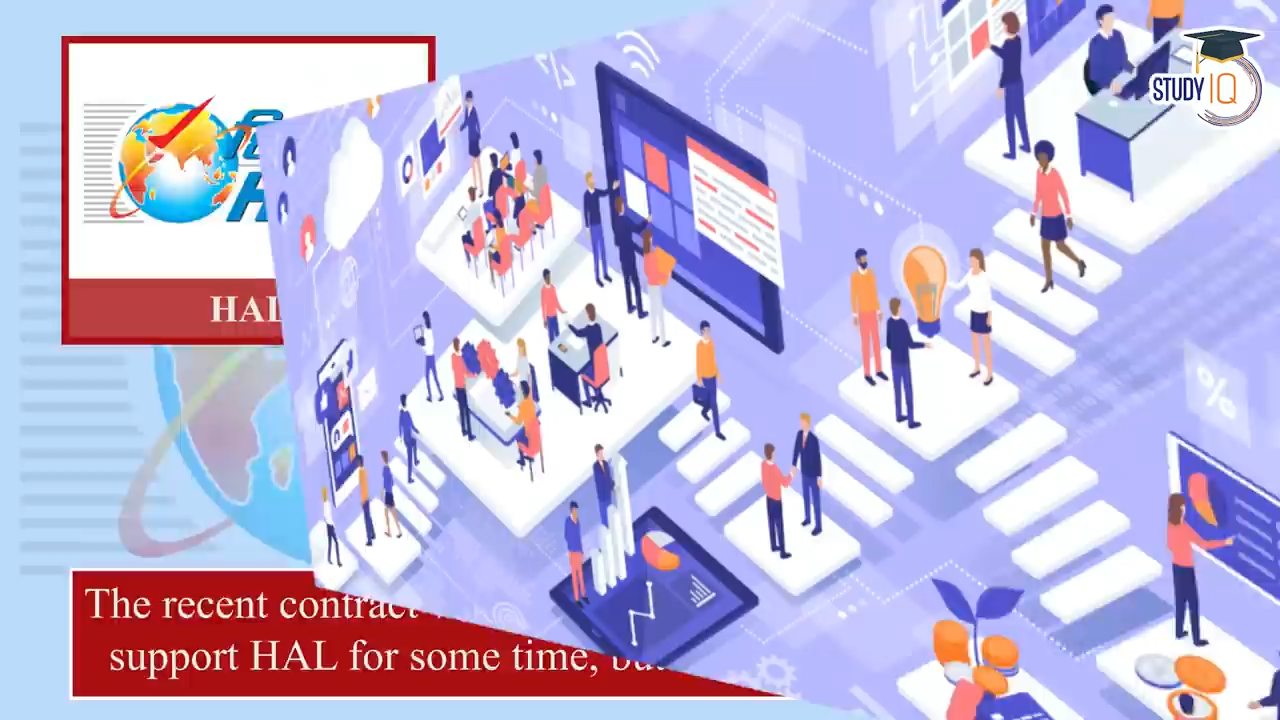 STUDY IQ
HAL
The recent contract
support HAL for some time,
%